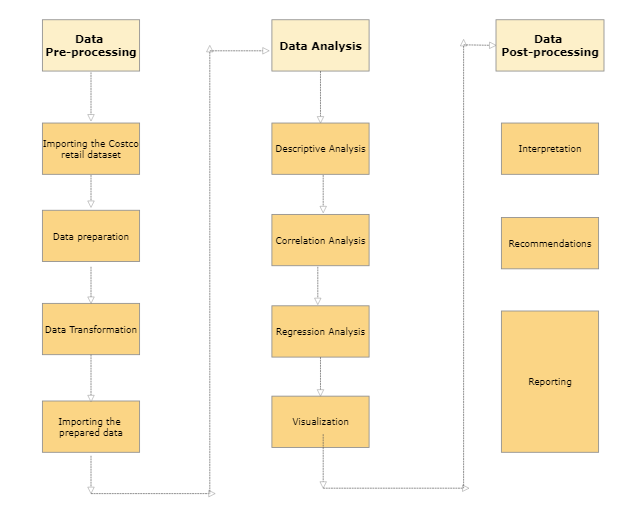 Data
Pre-processing
Importing the Costco
retail dataset
Data preparation
Data Transformation
Importing the
prepared data
Data Analysis
Descriptive Analysis
Correlation Analysis
Regression Analysis
Visualization
Data
Post-processing
Interpretation
Recommendations
Reporting